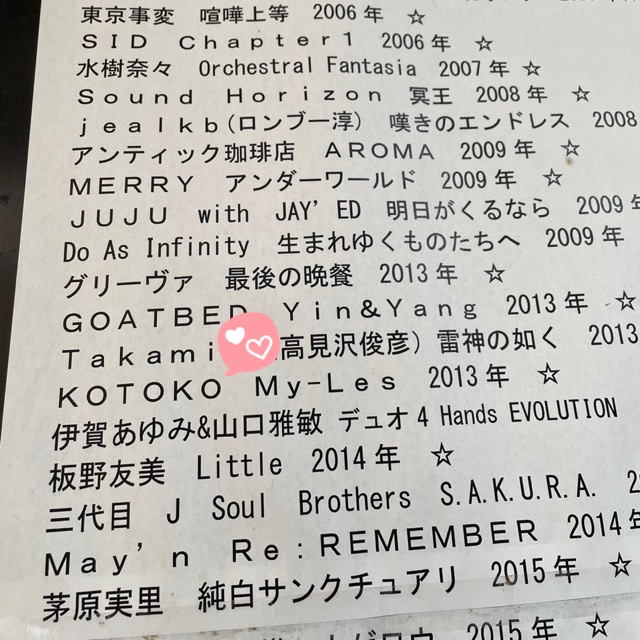 東京事変　喧嘩上等　2006年　☆
ＳＩＤ　Ｃｈａｐｔｅｒ１　2006年　☆
水樹奈々　Orchestral Fantasia　2007年　☆
Ｓｏｕｎｄ　Ｈｏｒｉｚｏｎ　冥王　2008年　☆
ｊｅａｌｋｂ(ロンブー淳)　嘆きのエンドレス　2008
アンティック珈琲店　ＡＲＯＭＡ　2009年　☆
ＭＥＲＲＹ　アンダーワールド　2009年　☆
ＪＵＪＵ　with　JAY'ED　明日がくるなら　2009年
Do As Infinity　生まれゆくものたちへ　2009年
グリーヴァ　最後の晩餐　2013年　☆
ＧＯＡＴＢＥＤ　Ｙｉｎ＆Ｙａｎｇ　2013年　☆
Ｔａｋａｍｉ　高見沢俊彦）雷神の如く　2013
ＫＯＴＯＫＯ　Ｍｙ−Ｌｅｓ　2013年　☆
伊賀あゆみ&山口雅敏 デュオ4 Hands EVOLUTION
板野友美　Little　2014年　☆
三代目　J　Soul　Brothers　S.A.K.U.R.A.
Ｍａｙ'ｎ　Ｒｅ：ＲＥＭＥＭＢＥＲ　2014年
茅原実里　純白サンクチュアリ　2015年　☆
2015年　☆